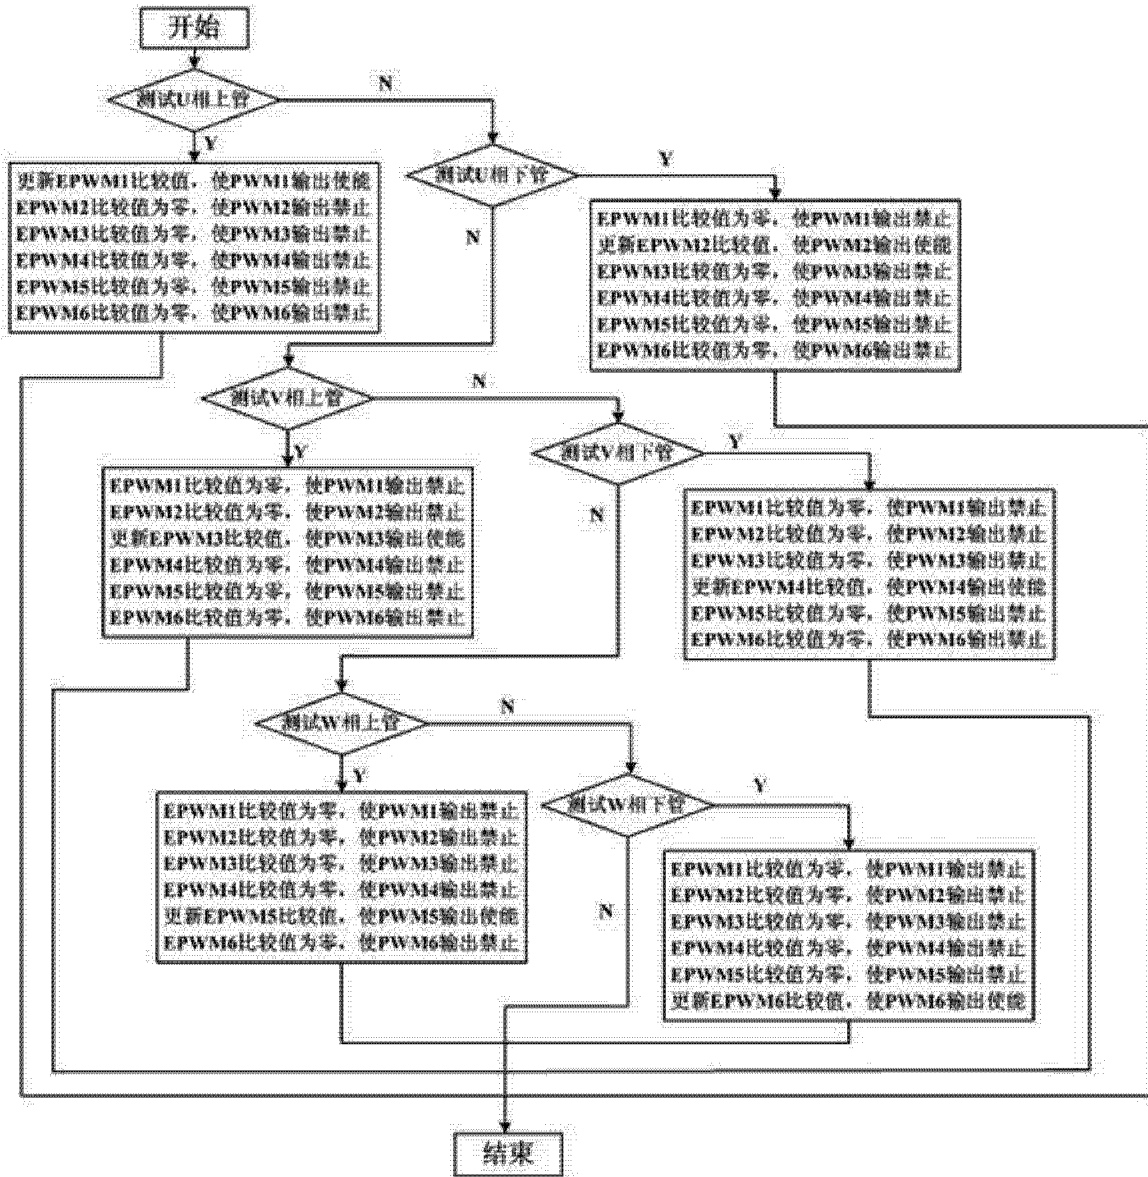 开始
测试U相上管
N
Y
更新EPWM1比较值，使PWM1输出使能
EPWM2比较值为零，使PWM2输出禁止
EPWM3比较值为零，使PWM3输出禁止
EPWM4比较值为零，使PWM4输出禁止
EPWM5比较值为零，使PWM5输出禁止
EPWM6比较值为零，使PWM6输出禁止
测试U相下管
Y
N
EPWM1比较值为零，使PWM1输出禁止
更新EPWM2比较值，使PWM2输出使能
EPWM3比较值为零，使PWM3输出禁止
EPWM4比较值为零，使PWM4输出禁止
EPWM5比较值为零，使PWM5输出禁止
EPWM6比较值为零，使PWM6输出禁止
测试V相上管
N
Y
EPWM1比较值为零，使PWM1输出禁止
EPWM2比较值为零，使PWM2输出禁止
更新EPWM3比较值，使PWM3输出使能
EPWM4比较值为零，使PWM4输出禁止
EPWM5比较值为零，使PWM5输出禁止
EPWM6比较值为零，使PWM6输出禁止
测试V相下管
Y
N
EPWM1比较值为零，使PWM1输出禁止
EPWM2比较值为零，使PWM2输出禁止
EPWM3比较值为零，使PWM3输出禁止
更新EPWM4比较值，使PWM4输出使能
EPWM5比较值为零，使PWM5输出禁止
EPWM6比较值为零，使PWM6输出禁止
测试W相上管
N
Y
EPWM1比较值为零，使PWM1输出禁止
EPWM2比较值为零，使PWM2输出禁止
EPWM3比较值为零，使PWM3输出禁止
EPWM4比较值为零，使PWM4输出禁止
更新EPWM5比较值，使PWM5输出使能
EPWM6比较值为零，使PWM6输出禁止
测试W相下管
Y
N
EPWM1比较值为零，使PWM1输出禁止
EPWM2比较值为零，使PWM2输出禁止
EPWM3比较值为零，使PWM3输出禁止
EPWM4比较值为零，使PWM4输出禁止
EPWM5比较值为零，使PWM5输出禁止
更新EPWM6比较值，使PWM6输出使能
结束